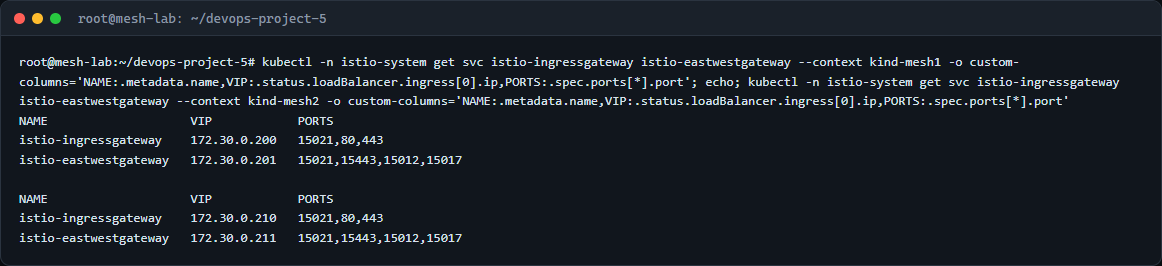 root@mesh-lab: ~/devops-project-5
root@mesh-lab:~/devops-project-5# kubectl -n istio-system get svc istio-ingressgateway istio-eastwestgateway --context kind-mesh1 -o custom-
columns='NAME:.metadata.name,VIP:.status.loadBalancer.ingress[0].ip,PORTS:.spec.ports[*].port'; echo; kubectl -n istio-system get svc istio-ingressgateway
istio-eastwestgateway --context kind-mesh2 -o custom-columns='NAME:.metadata.name,VIP:.status.loadBalancer.ingress[0].ip,PORTS:.spec.ports[*].port'
NAME                    VIP            PORTS
istio-ingressgateway    172.30.0.200   15021,80,443
istio-eastwestgateway   172.30.0.201   15021,15443,15012,15017
NAME                    VIP            PORTS
istio-ingressgateway    172.30.0.210   15021,80,443
istio-eastwestgateway   172.30.0.211   15021,15443,15012,15017